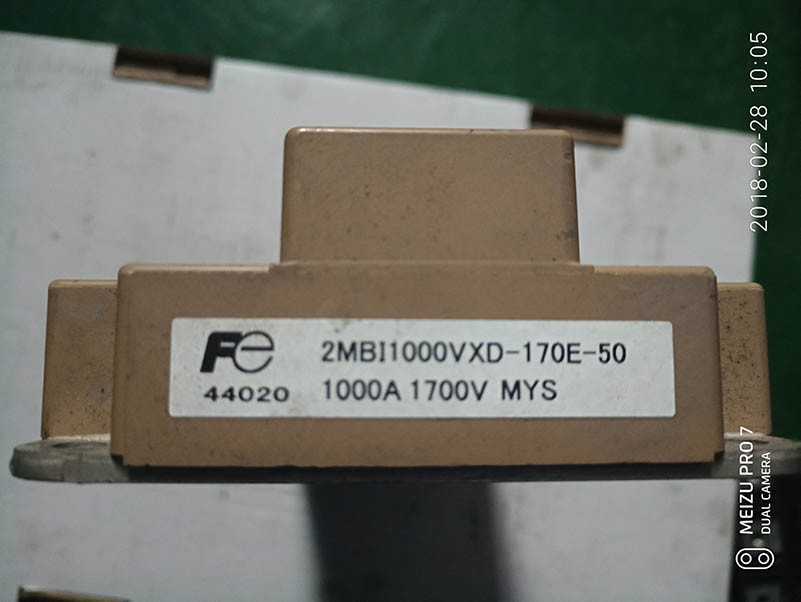 Fe 2MBI1000VXD-170E-50
44020 1000A 1700V MYS
2018-02-28 10:05
MEIZU PRO 7
DUAL CAMERA